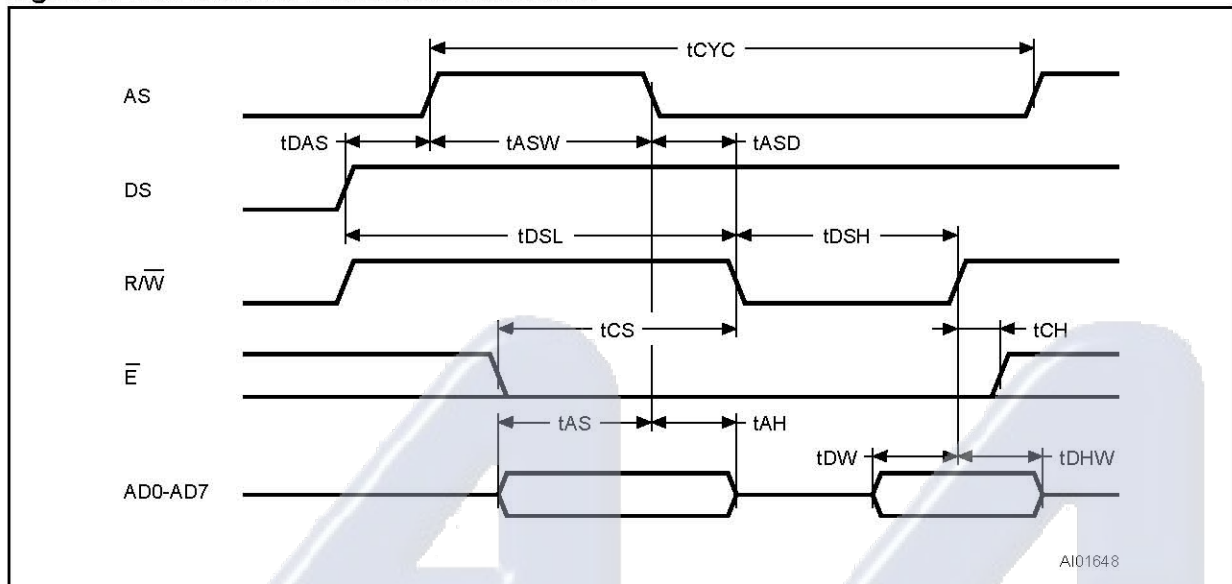 tCYC
AS
tDAS
tASW
tASD
DS
tDSL
tDSH
R/W̅
tCS
tCH
E̅
tAS
tAH
tDW
tDHW
AD0-AD7
AI01648